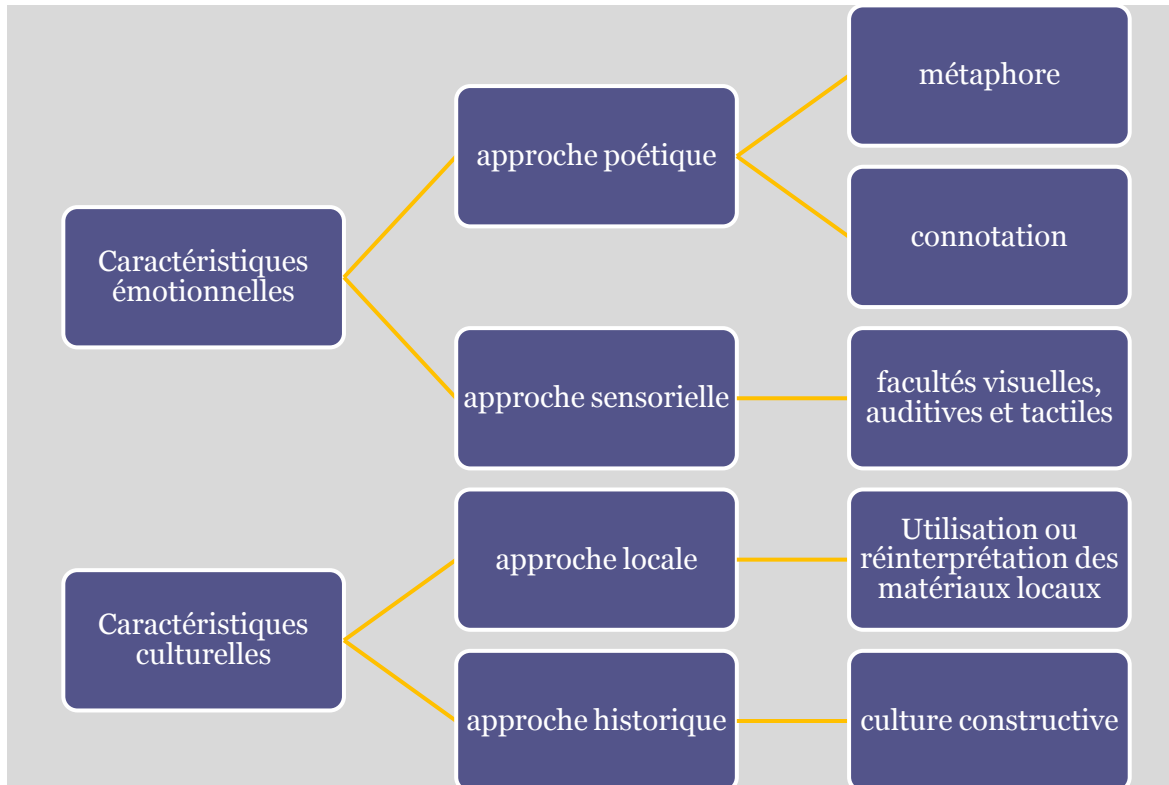 Caractéristiques
émotionnelles
approche poétique
métaphore
connotation
approche sensorielle
facultés visuelles,
auditives et tactiles
Caractéristiques
culturelles
approche locale
Utilisation ou
réinterprétation des
matériaux locaux
approche historique
culture constructive